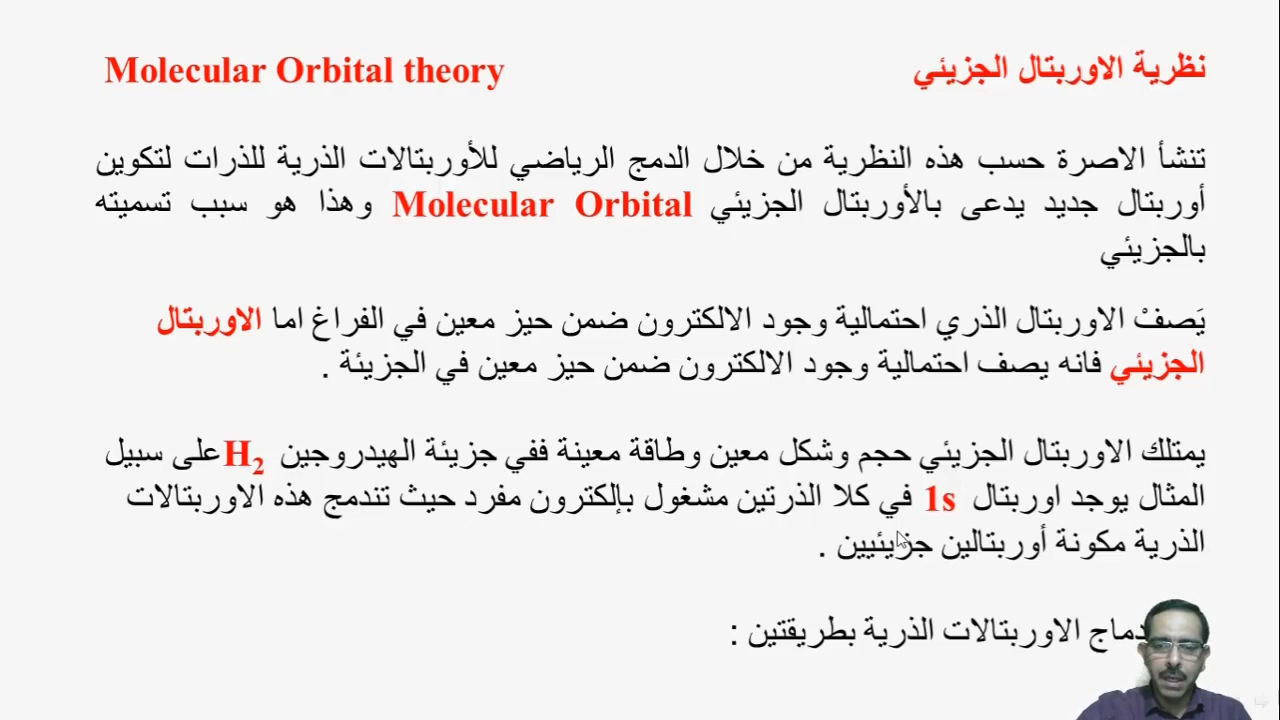 نظرية الاوربتال الجزيئي Molecular Orbital theory
تنشأ الاصرة حسب هذه النظرية من خلال الدمج الرياضي للأوربتالات الذرية للذرات لتكوين
أوربتال جديد يدعى بالأوربتال الجزيئي Molecular Orbital وهذا هو سبب تسميته
بالجزيئي
يَصفْ الاوربتال الذري احتمالية وجود الالكترون ضمن حيز معين في الفراغ اما الاوربتال
الجزيئي فانه يصف احتمالية وجود الالكترون ضمن حيز معين في الجزيئة .
يمتلك الاوربتال الجزيئي حجم وشكل معين وطاقة معينة ففي جزيئة الهيدروجين H₂ على سبيل
المثال يوجد اوربتال 1s في كلا الذرتين مشغول بإلكترون مفرد حيث تندمج هذه الاوربتالات
الذرية مكونة أوربتالين جزيئيين .
الاوربتالات الذرية بطريقتين :